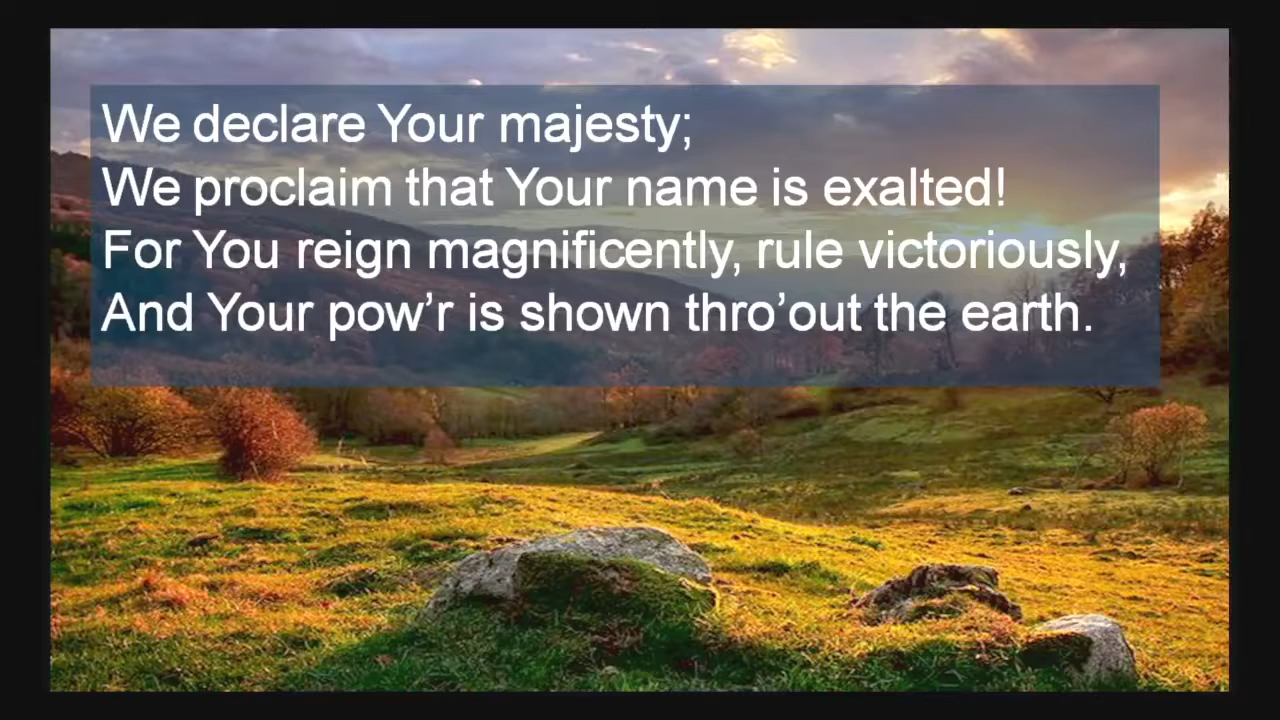 We declare Your majesty;
We proclaim that Your name is exalted!
For You reign magnificently, rule victoriously,
And Your pow’r is shown thro’out the earth.